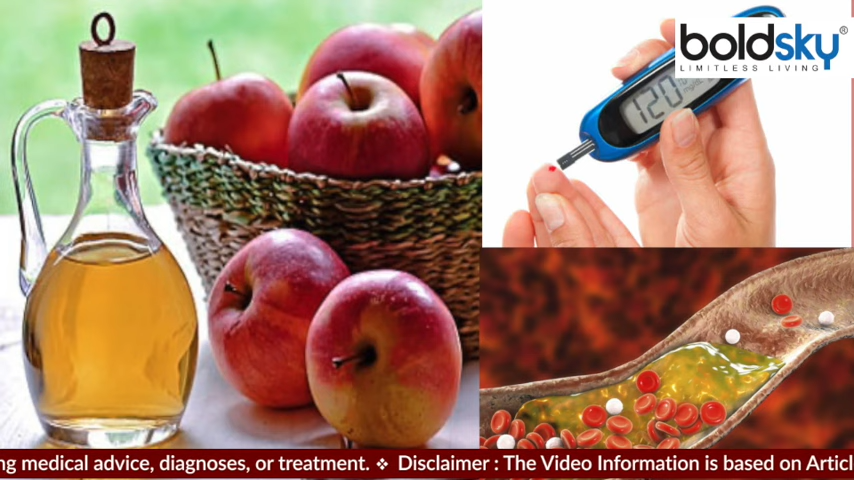 boldsky®
LIMITLESS LIVING
120
ng medical advice, diagnoses, or treatment. ❖ Disclaimer : The Video Information is based on Articl